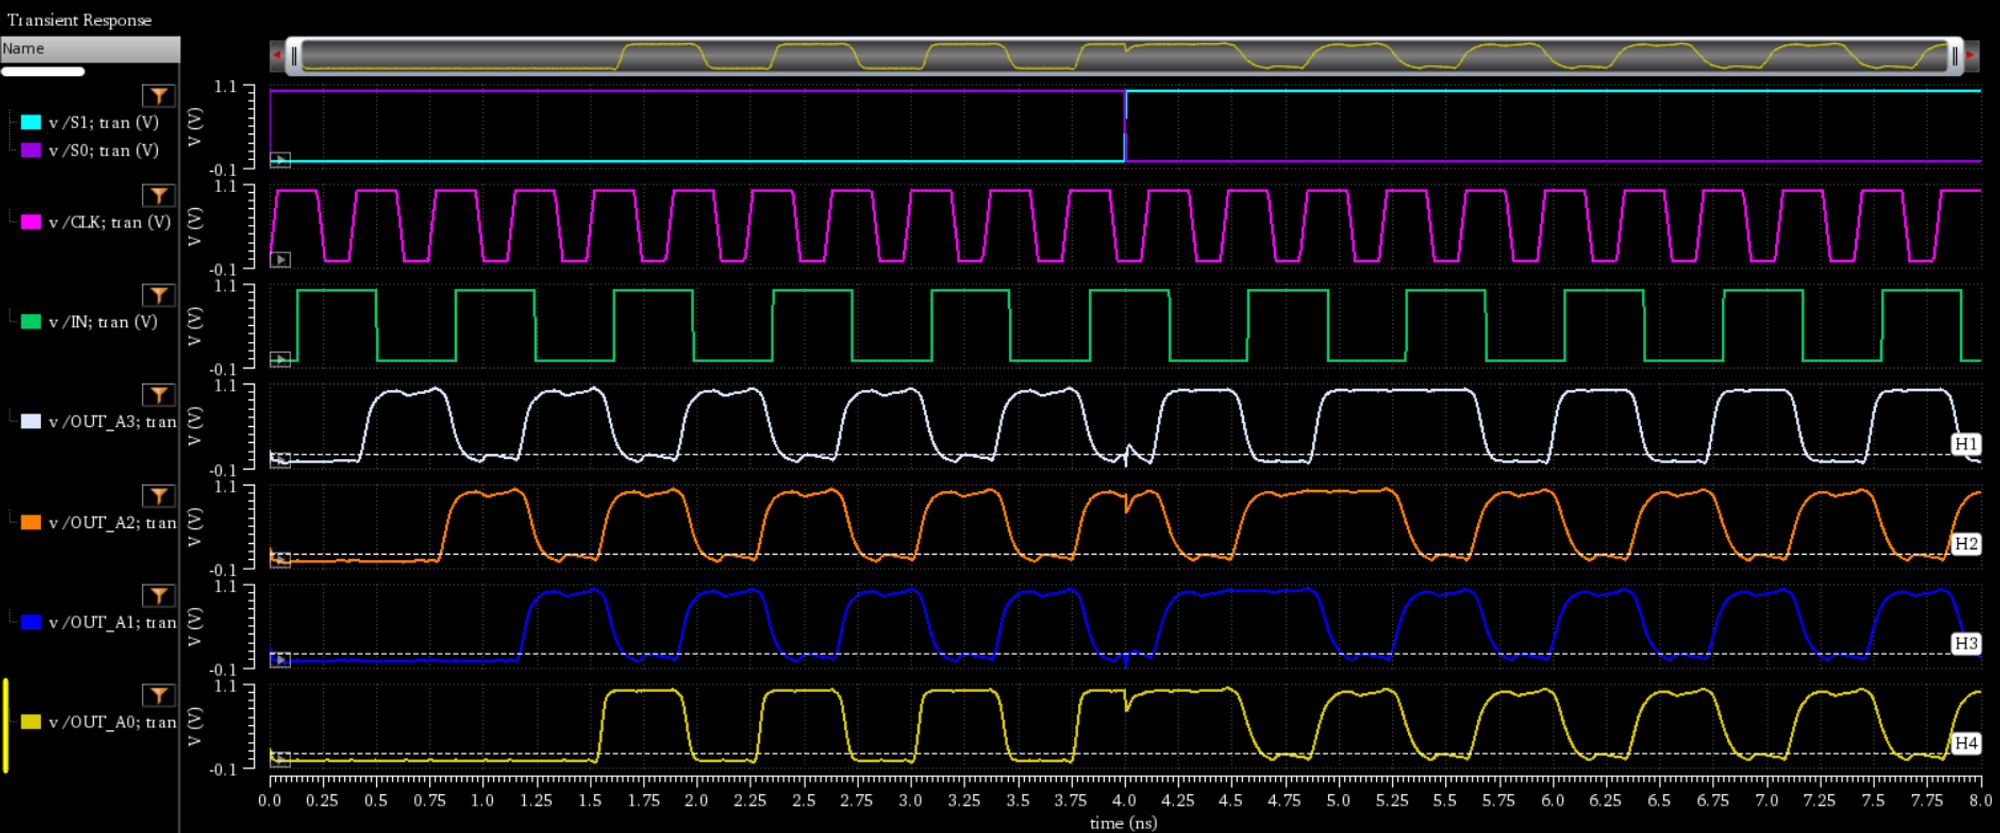 Transient Response
Name
v /S1; tran (V)
v /S0; tran (V)
V (V)
1.1
-0.1
v /CLK; tran (V)
V (V)
1.1
-0.1
v /IN; tran (V)
V (V)
1.1
-0.1
v /OUT_A3; tran
V (V)
1.1
-0.1
H1
v /OUT_A2; tran
V (V)
1.1
-0.1
H2
v /OUT_A1; tran
V (V)
1.1
-0.1
H3
v /OUT_A0; tran
V (V)
1.1
-0.1
H4
0.0 0.25 0.5 0.75 1.0 1.25 1.5 1.75 2.0 2.25 2.5 2.75 3.0 3.25 3.5 3.75 4.0 4.25 4.5 4.75 5.0 5.25 5.5 5.75 6.0 6.25 6.5 6.75 7.0 7.25 7.5 7.75 8.0
time (ns)